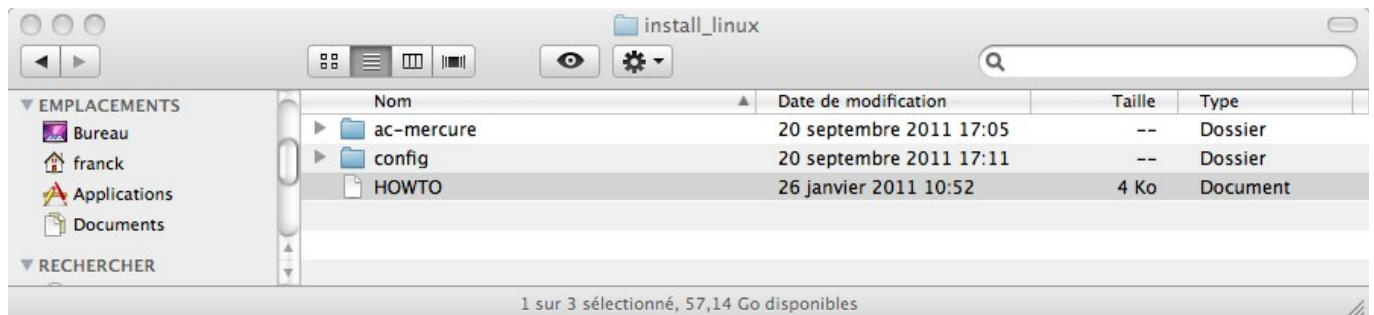 install_linux
EMPLACEMENTS
Bureau
franck
Applications
Documents
RECHERCHER
Nom Date de modification Taille Type
ac-mercure 20 septembre 2011 17:05 -- Dossier
config 20 septembre 2011 17:11 -- Dossier
HOWTO 26 janvier 2011 10:52 4 Ko Document
1 sur 3 sélectionné, 57,14 Go disponibles